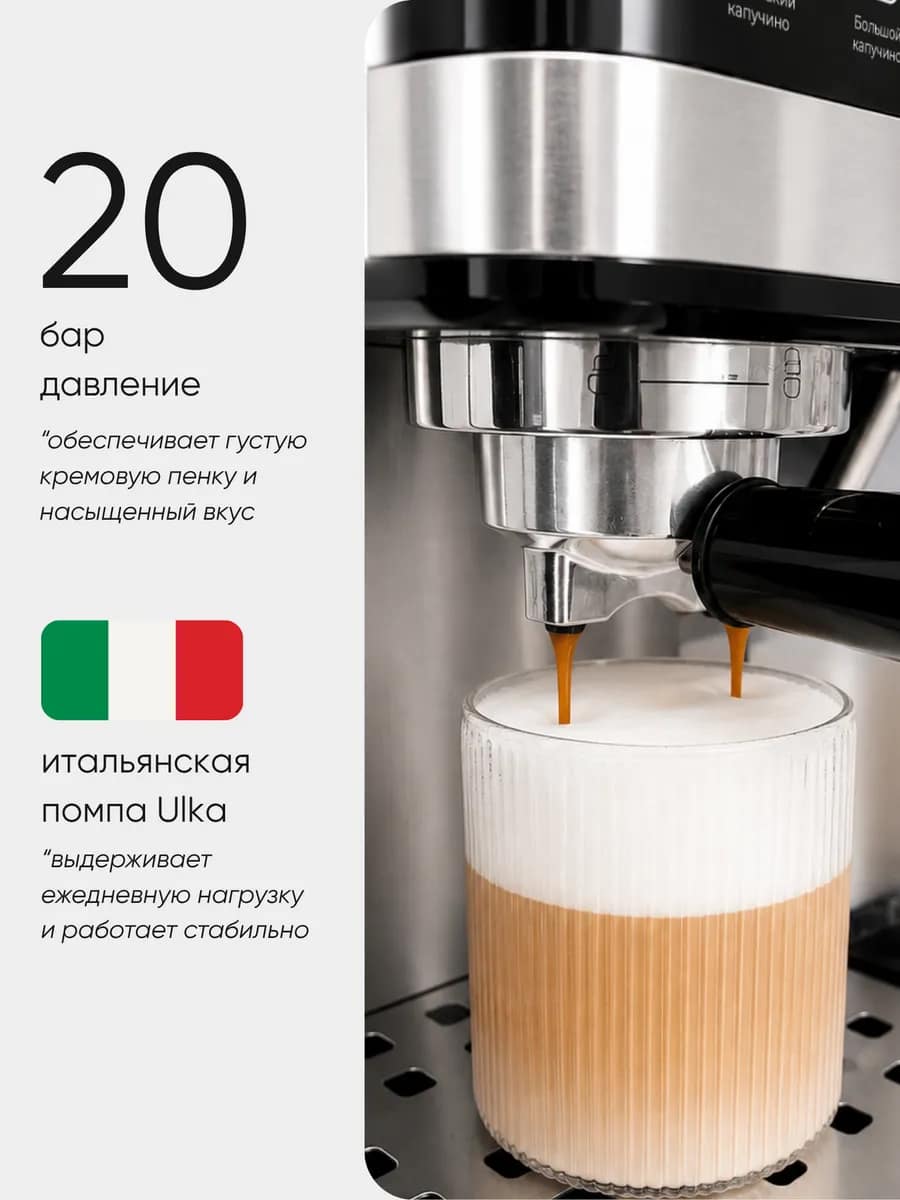 20
бар
давление
“обеспечивает густую
кремовую пенку и
насыщенный вкус
итальянская
помпа Ulka
“выдерживает
ежедневную нагрузку
и работает стабильно
капучино
Большой
капучино